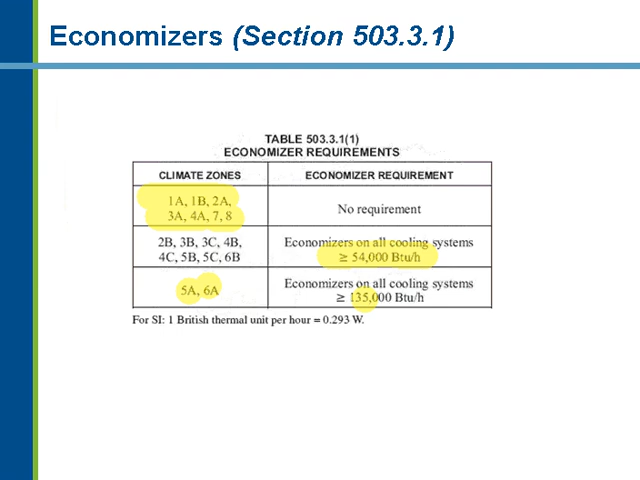 Economizers (Section 503.3.1)
TABLE 503.3.1(1)
ECONOMIZER REQUIREMENTS
CLIMATE ZONES ECONOMIZER REQUIREMENT
1A, 1B, 2A,
3A, 4A, 7, 8
No requirement
2B, 3B, 3C, 4B,
4C, 5B, 5C, 6B
Economizers on all cooling systems
≥ 54,000 Btu/h
5A, 6A
Economizers on all cooling systems
≥ 135,000 Btu/h
For SI: 1 British thermal unit per hour = 0.293 W.